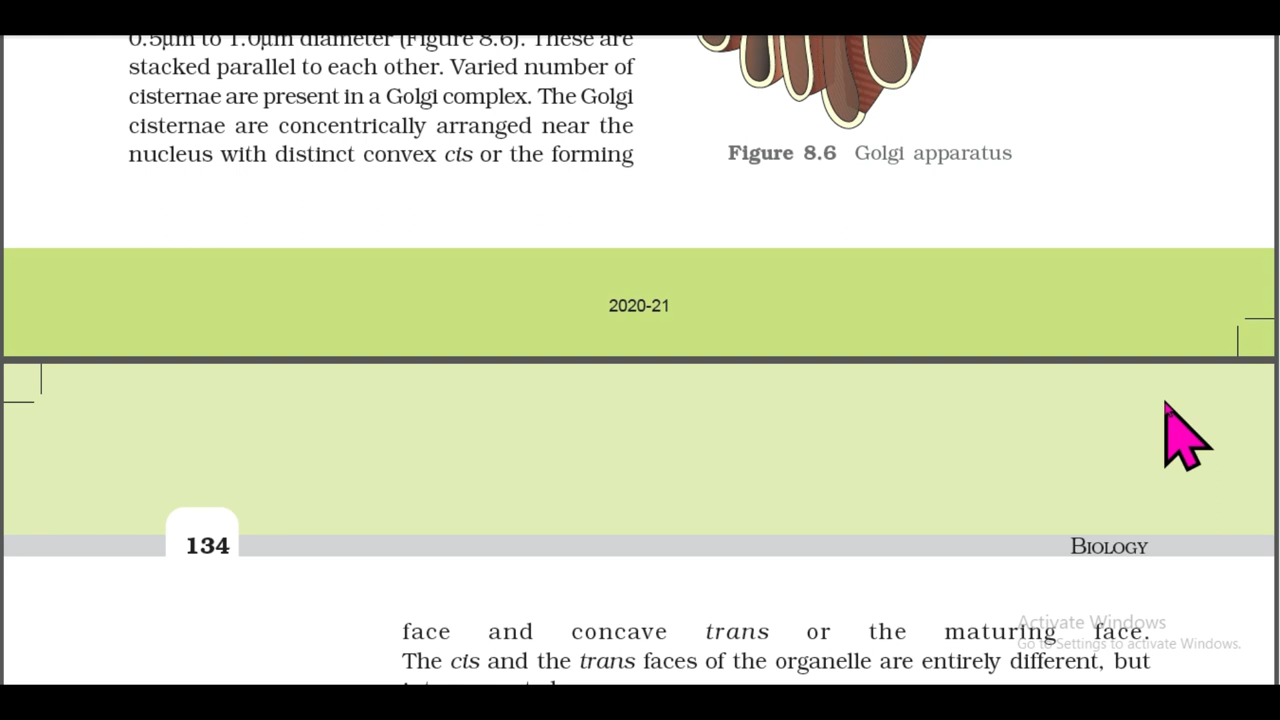 0.5µm to 1.0µm diameter (Figure 8.6). These are
stacked parallel to each other. Varied number of
cisternae are present in a Golgi complex. The Golgi
cisternae are concentrically arranged near the
nucleus with distinct convex cis or the forming
Figure 8.6 Golgi apparatus
2020-21
134
BIOLOGY
face and concave trans or the maturing face.
The cis and the trans faces of the organelle are entirely different, but
Activate Windows
Go to Settings to activate Windows.